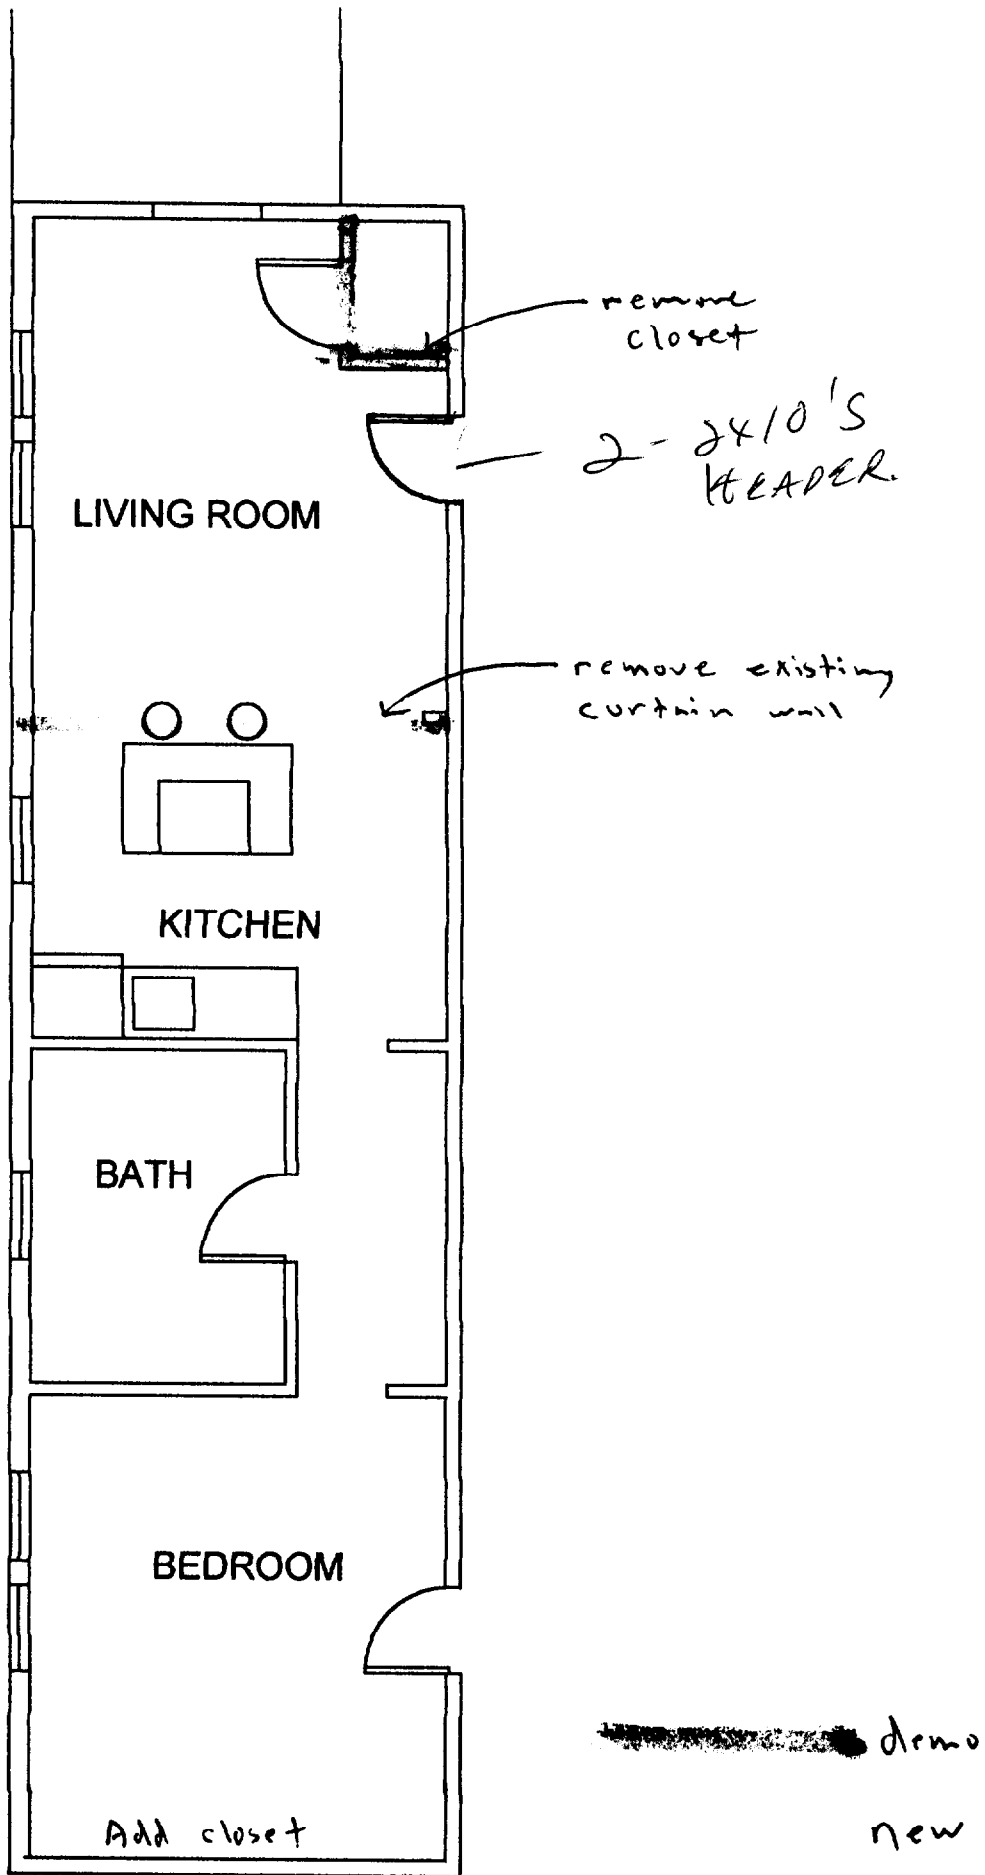 remove
closet
2-2x10's
HEADER.
LIVING ROOM
remove existing
curtain wall
KITCHEN
BATH
BEDROOM
demo
Add closet
new